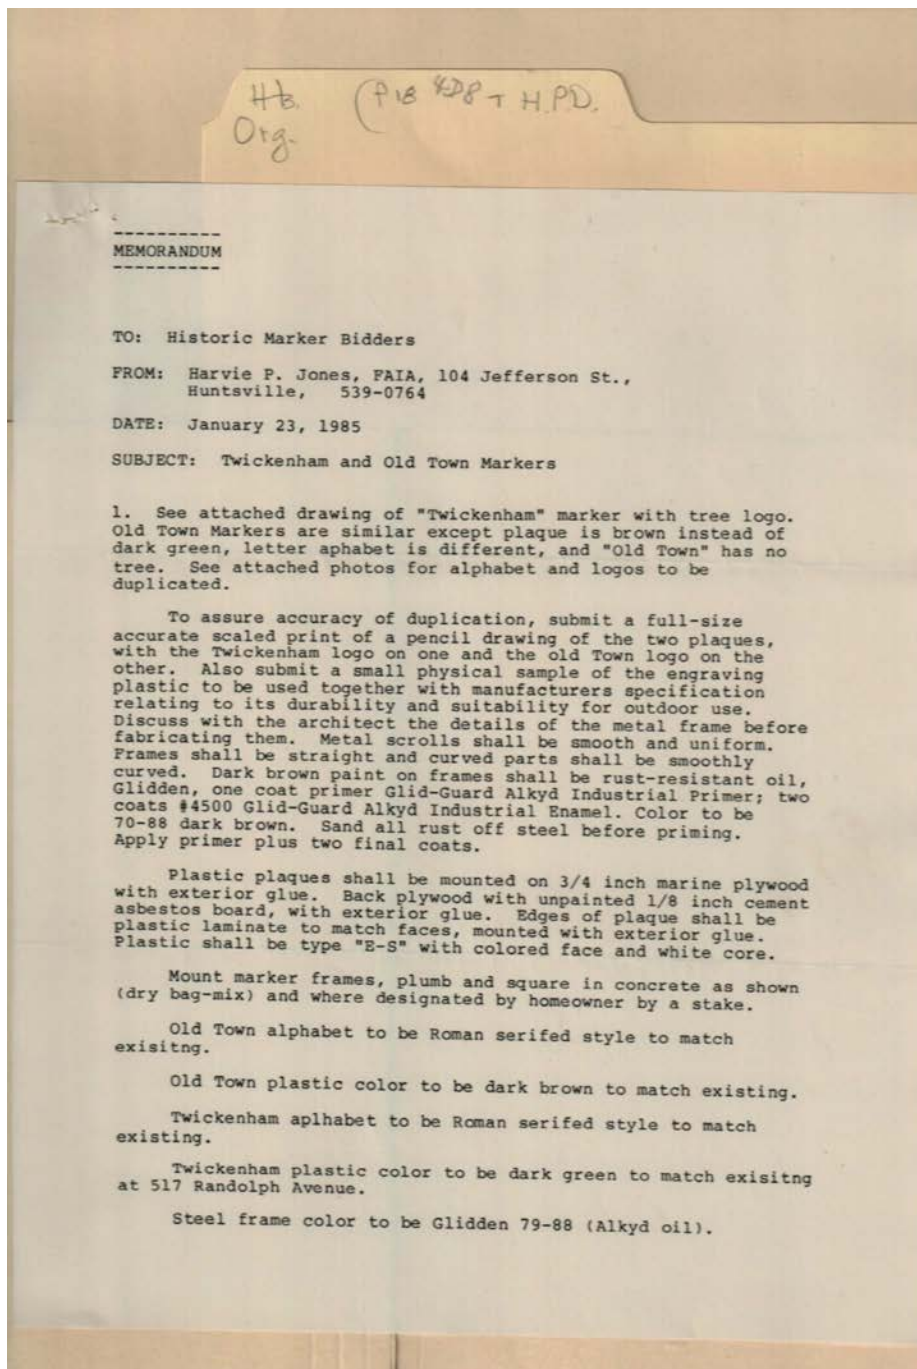 Hb.
Org.
H.P.D.
----------
MEMORANDUM
----------
TO: Historic Marker Bidders
FROM: Harvie P. Jones, FAIA, 104 Jefferson St.,
Huntsville, 539-0764
DATE: January 23, 1985
SUBJECT: Twickenham and Old Town Markers
1. See attached drawing of "Twickenham" marker with tree logo.
Old Town Markers are similar except plaque is brown instead of
dark green, letter aphabet is different, and "Old Town" has no
tree. See attached photos for alphabet and logos to be
duplicated.
To assure accuracy of duplication, submit a full-size
accurate scaled print of a pencil drawing of the two plaques,
with the Twickenham logo on one and the old Town logo on the
other. Also submit a small physical sample of the engraving
plastic to be used together with manufacturers specification
relating to its durability and suitability for outdoor use.
Discuss with the architect the details of the metal frame before
fabricating them. Metal scrolls shall be smooth and uniform.
Frames shall be straight and curved parts shall be smoothly
curved. Dark brown paint on frames shall be rust-resistant oil,
Glidden, one coat primer Glid-Guard Alkyd Industrial Primer; two
coats #4500 Glid-Guard Alkyd Industrial Enamel. Color to be
70-88 dark brown. Sand all rust off steel before priming.
Apply primer plus two final coats.
Plastic plaques shall be mounted on 3/4 inch marine plywood
with exterior glue. Back plywood with unpainted 1/8 inch cement
asbestos board, with exterior glue. Edges of plaque shall be
plastic laminate to match faces, mounted with exterior glue.
Plastic shall be type "E-S" with colored face and white core.
Mount marker frames, plumb and square in concrete as shown
(dry bag-mix) and where designated by homeowner by a stake.
Old Town alphabet to be Roman serifed style to match
exisitng.
Old Town plastic color to be dark brown to match existing.
Twickenham aplhabet to be Roman serifed style to match
existing.
Twickenham plastic color to be dark green to match exisitng
at 517 Randolph Avenue.
Steel frame color to be Glidden 79-88 (Alkyd oil).